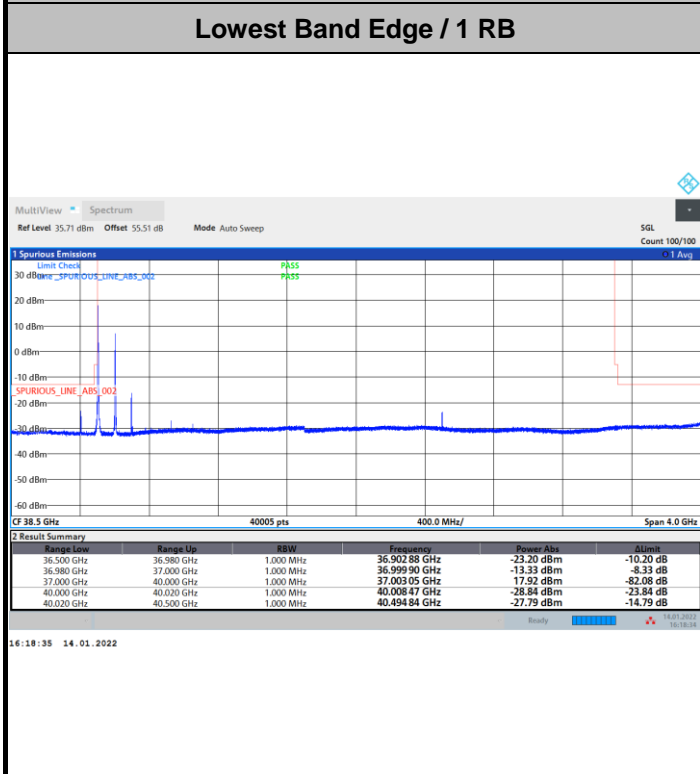 Lowest Band Edge / 1 RB
MultiView Spectrum
Ref Level 35.71 dBm Offset 55.51 dB Mode Auto Sweep SGL
Count 100/100
1 Spurious Emissions 1 Avg
Limit Check PASS
30 dBm Line _SPURIOUS_LINE_ABS_002 PASS
20 dBm
10 dBm
0 dBm
-10 dBm
_SPURIOUS_LINE_ABS_002
-20 dBm
-30 dBm
-40 dBm
-50 dBm
-60 dBm
CF 38.5 GHz 40005 pts 400.0 MHz/ Span 4.0 GHz
2 Result Summary
Range Low Range Up RBW Frequency Power Abs ΔLimit
36.500 GHz 36.980 GHz 1.000 MHz 36.902 88 GHz -23.20 dBm -10.20 dB
36.980 GHz 37.000 GHz 1.000 MHz 36.999 90 GHz -13.33 dBm -8.33 dB
37.000 GHz 40.000 GHz 1.000 MHz 37.003 05 GHz 17.92 dBm -82.08 dB
40.000 GHz 40.020 GHz 1.000 MHz 40.008 47 GHz -28.84 dBm -23.84 dB
40.020 GHz 40.500 GHz 1.000 MHz 40.494 84 GHz -27.79 dBm -14.79 dB
Ready 14.01.2022
16:18:34
16:18:35 14.01.2022